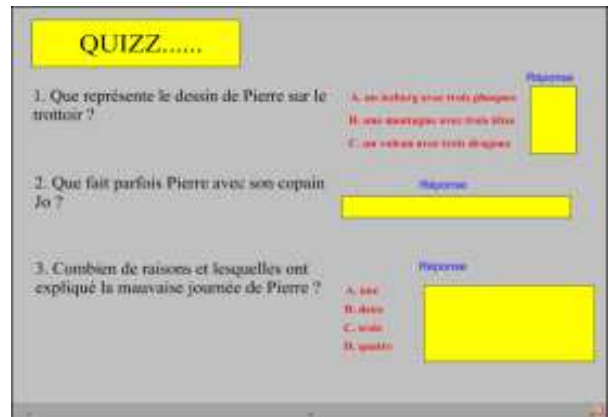 QUIZZ......
Réponse
1. Que représente le dessin de Pierre sur le
trottoir ?
A. un iceberg avec trois phoques
B. une montagne avec trois
C. un volcan avec trois dragons
2. Que fait parfois Pierre avec son copain
Jo ?
Réponse
3. Combien de raisons et lesquelles ont
expliqué la mauvaise journée de Pierre ?
Réponse
A. une
B. deux
C. trois
D. quatre